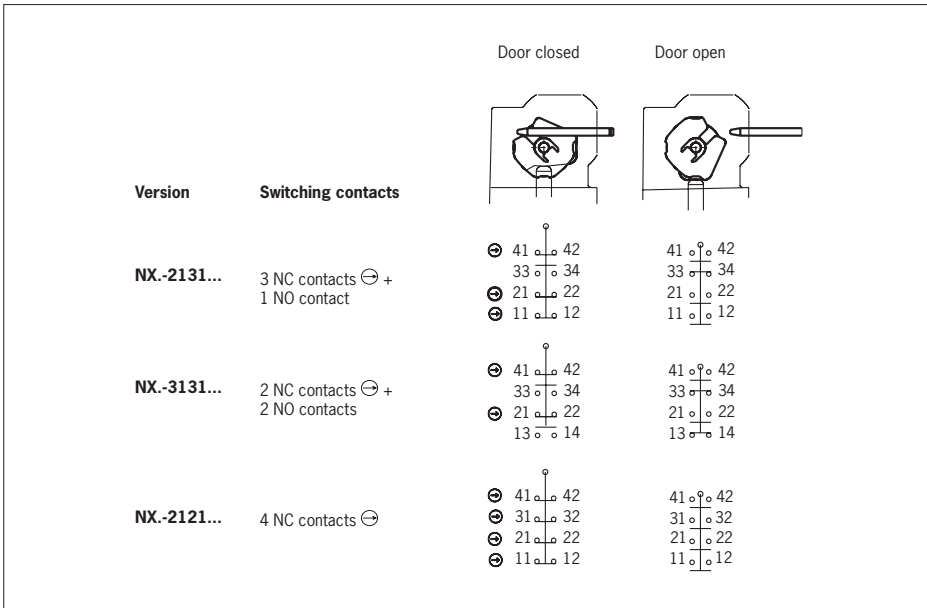 Door closed Door open
Version Switching contacts
NX.-2131... 3 NC contacts ⊖ +
1 NO contact
41 42 41 42
33 34 33 34
21 22 21 22
11 12 11 12
NX.-3131... 2 NC contacts ⊖ +
2 NO contacts
41 42 41 42
33 34 33 34
21 22 21 22
13 14 13 14
NX.-2121... 4 NC contacts ⊖
41 42 41 42
31 32 31 32
21 22 21 22
11 12 11 12